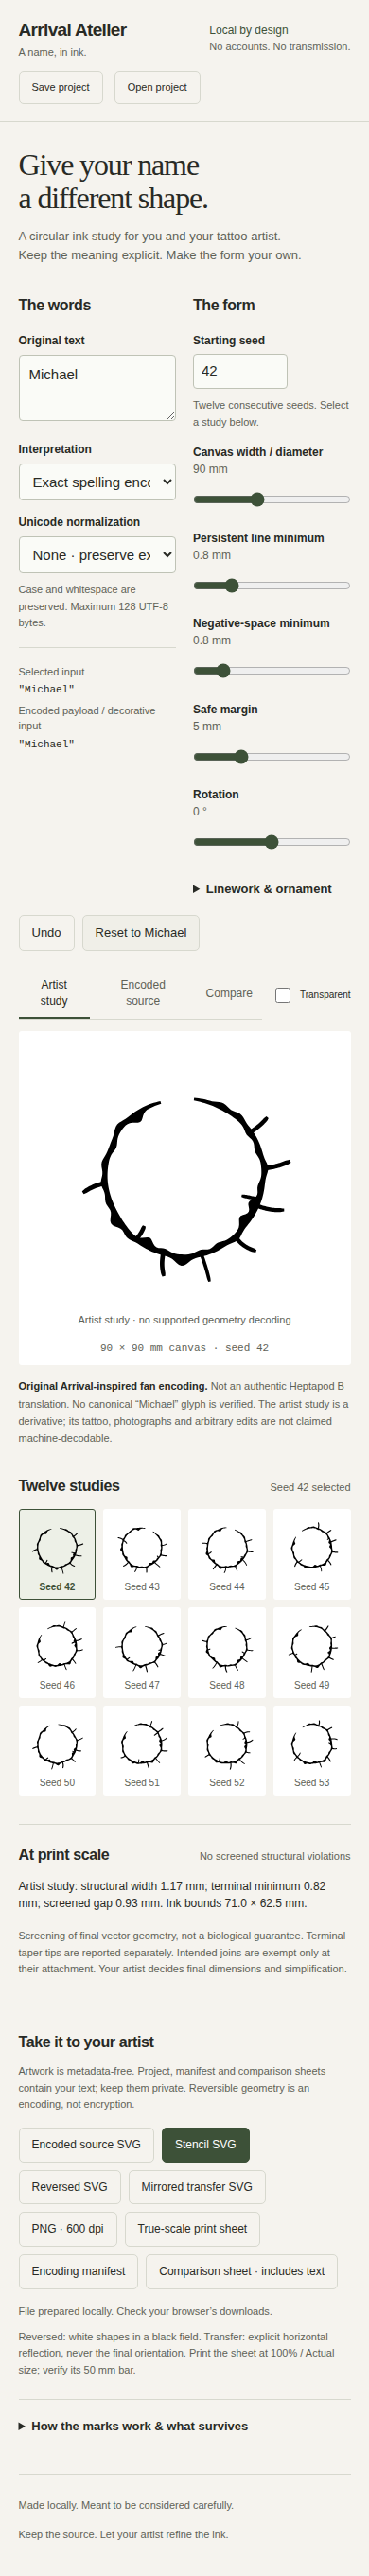 Arrival Atelier
A name, in ink.
Local by design
No accounts. No transmission.
Save project
Open project
Give your name
a different shape.
A circular ink study for you and your tattoo artist.
Keep the meaning explicit. Make the form your own.
The words
Original text
Michael
Interpretation
Exact spelling enc
Unicode normalization
None · preserve ex
Case and whitespace are
preserved. Maximum 128 UTF-8
bytes.
Selected input
"Michael"
Encoded payload / decorative
input
"Michael"
The form
Starting seed
42
Twelve consecutive seeds. Select
a study below.
Canvas width / diameter
90 mm
Persistent line minimum
0.8 mm
Negative-space minimum
0.8 mm
Safe margin
5 mm
Rotation
0 °
Linework & ornament
Undo
Reset to Michael
Artist
study
Encoded
source
Compare
Transparent
Artist study · no supported geometry decoding
90 × 90 mm canvas · seed 42
Original Arrival-inspired fan encoding. Not an authentic Heptapod B
translation. No canonical “Michael” glyph is verified. The artist study is a
derivative; its tattoo, photographs and arbitrary edits are not claimed
machine-decodable.
Twelve studies
Seed 42 selected
Seed 42
Seed 43
Seed 44
Seed 45
Seed 46
Seed 47
Seed 48
Seed 49
Seed 50
Seed 51
Seed 52
Seed 53
At print scale
No screened structural violations
Artist study: structural width 1.17 mm; terminal minimum 0.82
mm; screened gap 0.93 mm. Ink bounds 71.0 × 62.5 mm.
Screening of final vector geometry, not a biological guarantee. Terminal
taper tips are reported separately. Intended joins are exempt only at
their attachment. Your artist decides final dimensions and simplification.
Take it to your artist
Artwork is metadata-free. Project, manifest and comparison sheets
contain your text; keep them private. Reversible geometry is an
encoding, not encryption.
Encoded source SVG
Stencil SVG
Reversed SVG
Mirrored transfer SVG
PNG · 600 dpi
True-scale print sheet
Encoding manifest
Comparison sheet · includes text
File prepared locally. Check your browser’s downloads.
Reversed: white shapes in a black field. Transfer: explicit horizontal
reflection, never the final orientation. Print the sheet at 100% / Actual
size; verify its 50 mm bar.
How the marks work & what survives
Made locally. Meant to be considered carefully.
Keep the source. Let your artist refine the ink.